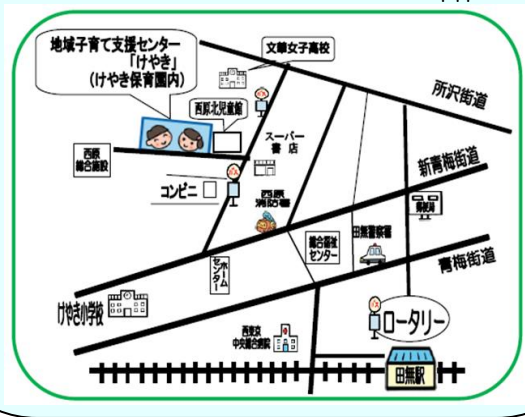 地域子育て支援センター
「けやき」
(けやき保育園内)
文華女子高校
所沢街道
西原北児童館
スーパー
書店
西原
総合施設
新青梅街道
コンビニ
西原
消防署
郵便局
田無警察署
総合福祉
センター
青梅街道
ホーム
センター
けやき小学校
ロータリー
西東京
中央総合病院
田無駅